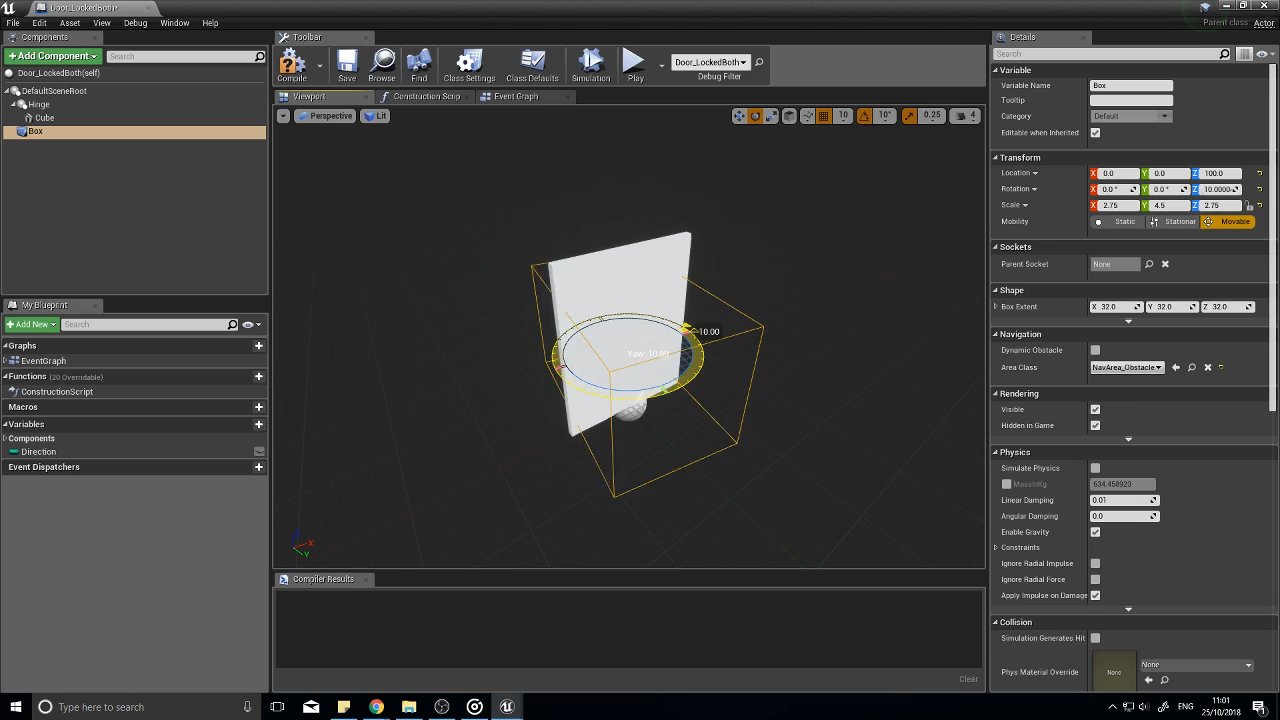 Door_LockedBoth*
Parent class: Actor
File Edit Asset View Debug Window Help
Components
+ Add Component
Search
Door_LockedBoth(self)
DefaultSceneRoot
Hinge
Cube
Box
My Blueprint
+ Add New
Search
Graphs
EventGraph
Functions (20 Overridable)
ConstructionScript
Macros
Variables
Components
Direction
Event Dispatchers
Toolbar
Compile
Save
Browse
Find
Class Settings
Class Defaults
Simulation
Play
Door_LockedBoth
Debug Filter
Viewport
Construction Scrip
Event Graph
Perspective
Lit
10
10°
0.25
4
10.00
Yaw: 10.00
X
Y
Compiler Results
Clear
Details
Search
Variable
Variable Name Box
Tooltip
Category Default
Editable when Inherited
Transform
Location X 0.0 Y 0.0 Z 100.0
Rotation X 0.0 ° Y 0.0 ° Z 10.0000
Scale X 2.75 Y 4.5 Z 2.75
Mobility Static Stationar Movable
Sockets
Parent Socket None
Shape
Box Extent X 32.0 Y 32.0 Z 32.0
Navigation
Dynamic Obstacle
Area Class NavArea_Obstacle
Rendering
Visible
Hidden in Game
Physics
Simulate Physics
MassInKg 634.458923
Linear Damping 0.01
Angular Damping 0.0
Enable Gravity
Constraints
Ignore Radial Impulse
Ignore Radial Force
Apply Impulse on Damage
Collision
Simulation Generates Hit
Phys Material Override None None
Type here to search
ENG
11:01
25/10/2018
1